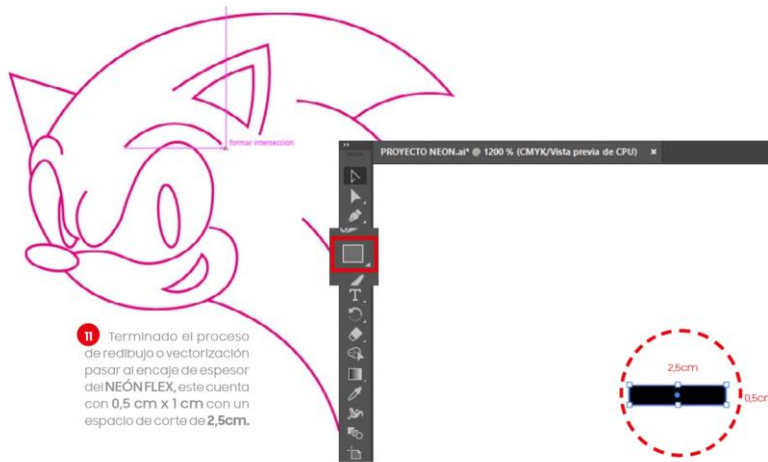 formar intersección
PROYECTO NEON.ai* @ 1200 % (CMYK/Vista previa de CPU) ×
T
11 Terminado el proceso
de redibujo o vectorización
pasar al encaje de espesor
del NEÓN FLEX, este cuenta
con 0,5 cm x 1 cm con un
espacio de corte de 2,5cm.
2,5cm
0,5cm